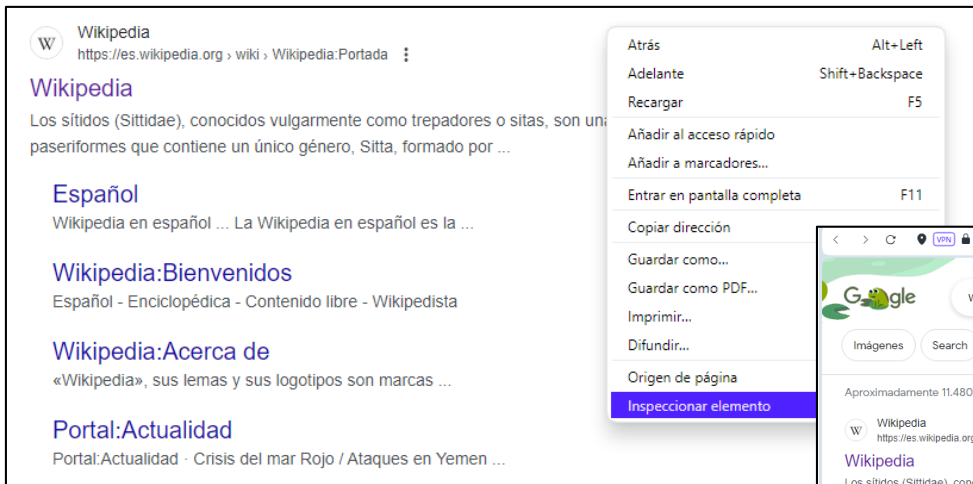 W
Wikipedia
https://es.wikipedia.org › wiki › Wikipedia:Portada
Wikipedia
Los sítidos (Sittidae), conocidos vulgarmente como trepadores o sitas, son una
paseriformes que contiene un único género, Sitta, formado por ...
Español
Wikipedia en español ... La Wikipedia en español es la ...
Wikipedia:Bienvenidos
Español - Enciclopédica - Contenido libre - Wikipedista
Wikipedia:Acerca de
«Wikipedia», sus lemas y sus logotipos son marcas ...
Portal:Actualidad
Portal:Actualidad · Crisis del mar Rojo / Ataques en Yemen ...
Atrás Alt+Left
Adelante Shift+Backspace
Recargar F5
Añadir al acceso rápido
Añadir a marcadores...
Entrar en pantalla completa F11
Copiar dirección
Guardar como...
Guardar como PDF...
Imprimir...
Difundir...
Origen de página
Inspeccionar elemento
VPN
Google
Imágenes Search
Aproximadamente 11.480
W
Wikipedia
https://es.wikipedia.org
Wikipedia